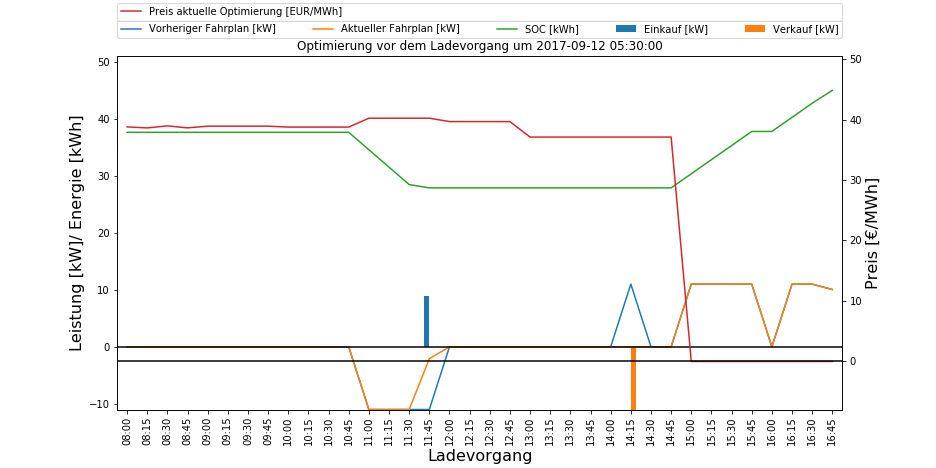 Preis aktuelle Optimierung [EUR/MWh]
Vorheriger Fahrplan [kW] Aktueller Fahrplan [kW] SOC [kWh] Einkauf [kW] Verkauf [kW]
Optimierung vor dem Ladevorgang um 2017-09-12 05:30:00
Leistung [kW]/ Energie [kWh]
50
40
30
20
10
0
−10
50
40
30
20
10
0
Preis [€/MWh]
08:00 08:15 08:30 08:45 09:00 09:15 09:30 09:45 10:00 10:15 10:30 10:45 11:00 11:15 11:30 11:45 12:00 12:15 12:30 12:45 13:00 13:15 13:30 13:45 14:00 14:15 14:30 14:45 15:00 15:15 15:30 15:45 16:00 16:15 16:30 16:45
Ladevorgang